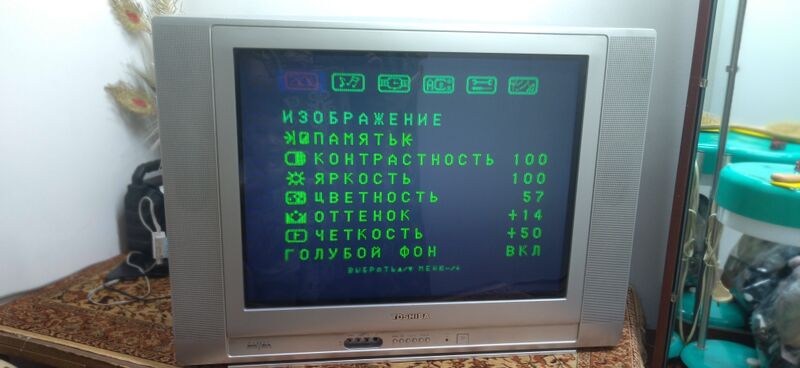 ИЗОБРАЖЕНИЕ
ПАМЯТЬ
КОНТРАСТНОСТЬ 100
ЯРКОСТЬ 100
ЦВЕТНОСТЬ 57
ОТТЕНОК +14
ЧЕТКОСТЬ +50
ГОЛУБОЙ ФОН ВКЛ
TOSHIBA